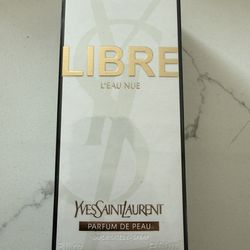 LIBRE
L'EAU NUE
YVESSAINTLAURENT
PARFUM DE PEAU